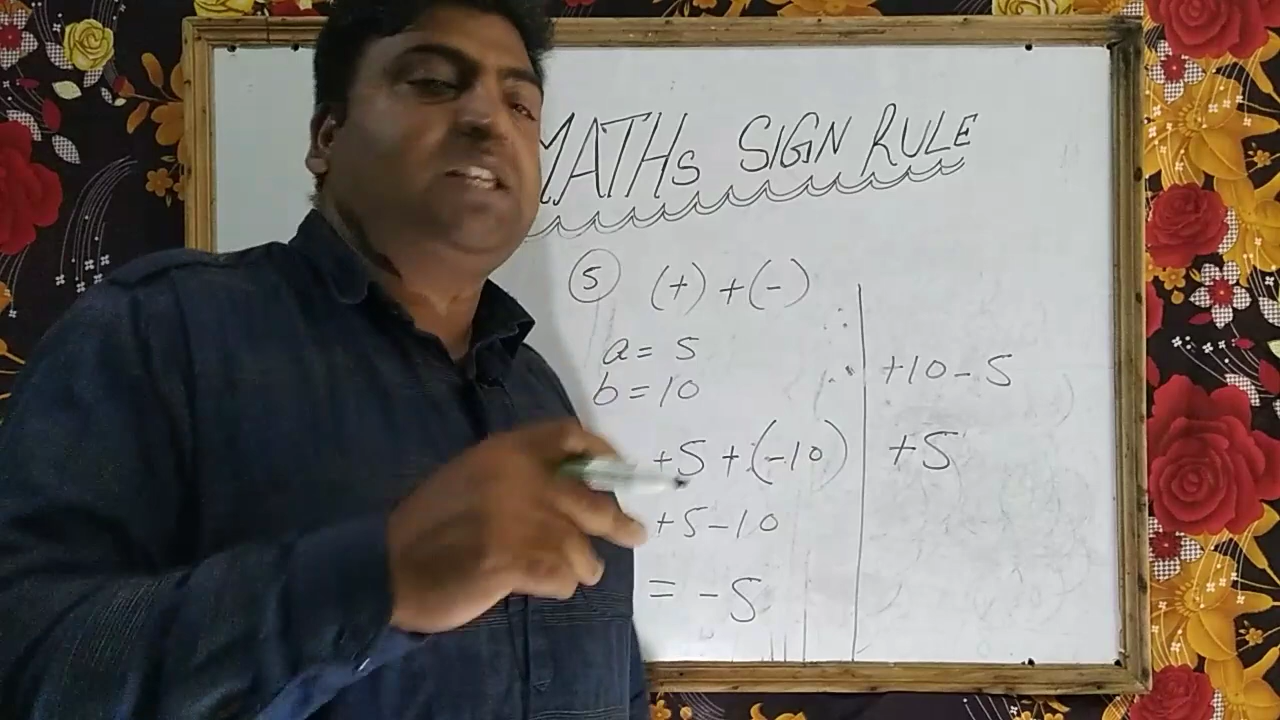 MATHs SIGN RULE
5 (+) + (-)
a = 5
b = 10
+5 + (-10)
+5 - 10
= -5
+10 - 5
+5